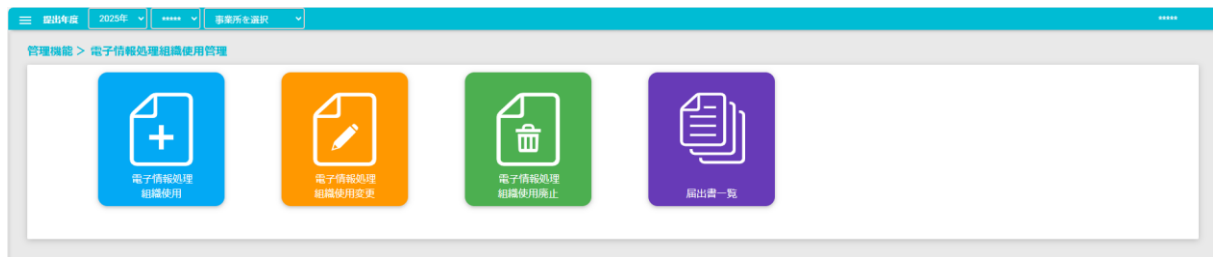 提出年度 2025年 ***** 事業所を選択 *****
管理機能 > 電子情報処理組織使用管理
電子情報処理
組織使用
電子情報処理
組織使用変更
電子情報処理
組織使用廃止
届出書一覧